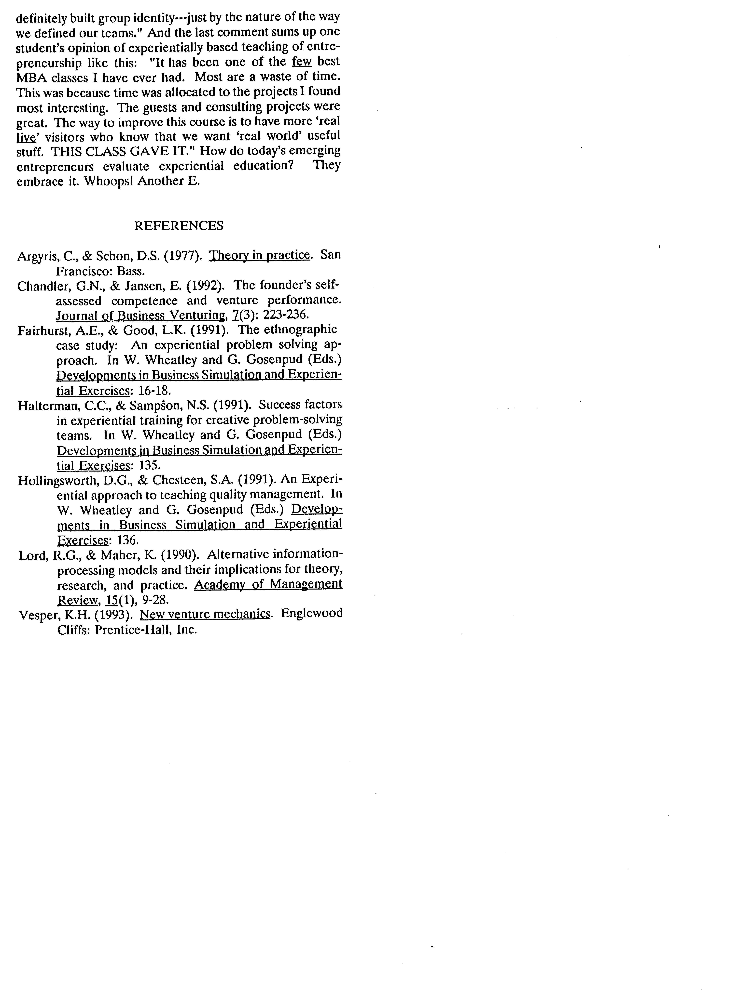 definitely built group identity---just by the nature of the way
we defined our teams." And the last comment sums up one
student's opinion of experientially based teaching of entre-
preneurship like this: "It has been one of the few best
MBA classes I have ever had. Most are a waste of time.
This was because time was allocated to the projects I found
most interesting. The guests and consulting projects were
great. The way to improve this course is to have more ‘real
live’ visitors who know that we want ‘real world’ useful
stuff. THIS CLASS GAVE IT." How do today's emerging
entrepreneurs evaluate experiential education? They
embrace it. Whoops! Another E.
REFERENCES
Argyris, C., & Schon, D.S. (1977). Theory in practice. San
Francisco: Bass.
Chandler, G.N., & Jansen, E. (1992). The founder's self-
assessed competence and venture performance.
Journal of Business Venturing, 7(3): 223-236.
Fairhurst, A.E., & Good, L.K. (1991). The ethnographic
case study: An experiential problem solving ap-
proach. In W. Wheatley and G. Gosenpud (Eds.)
Developments in Business Simulation and Experien-
tial Exercises: 16-18.
Halterman, C.C., & Sampson, N.S. (1991). Success factors
in experiential training for creative problem-solving
teams. In W. Wheatley and G. Gosenpud (Eds.)
Developments in Business Simulation and Experien-
tial Exercises: 135.
Hollingsworth, D.G., & Chesteen, S.A. (1991). An Experi-
ential approach to teaching quality management. In
W. Wheatley and G. Gosenpud (Eds.) Develop-
ments in Business Simulation and Experiential
Exercises: 136.
Lord, R.G., & Maher, K. (1990). Alternative information-
processing models and their implications for theory,
research, and practice. Academy of Management
Review, 15(1), 9-28.
Vesper, K.H. (1993). New venture mechanics. Englewood
Cliffs: Prentice-Hall, Inc.